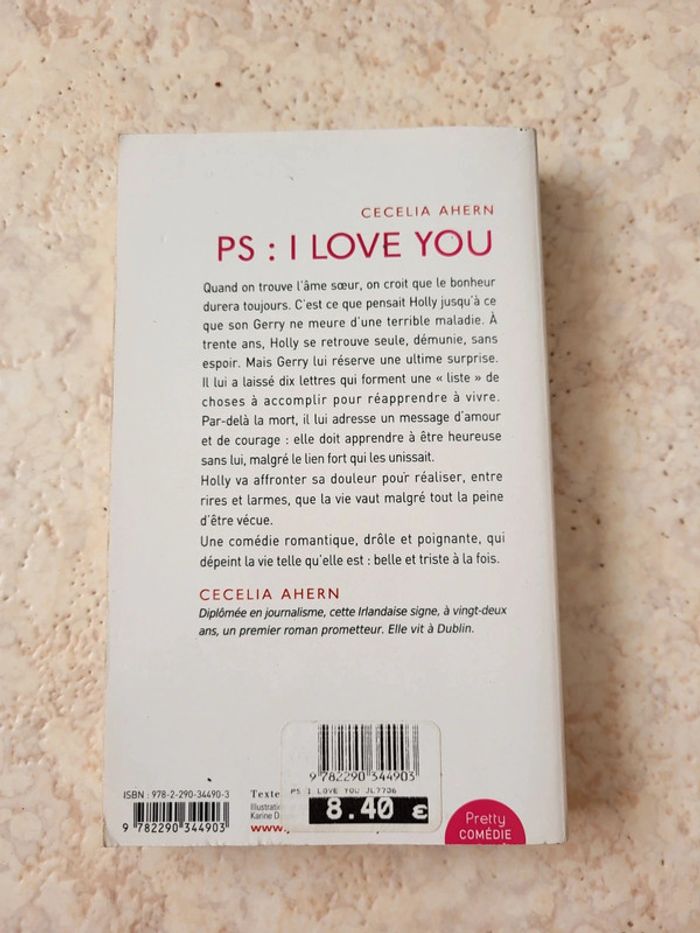 CECELIA AHERN
PS : I LOVE YOU
Quand on trouve l'âme sœur, on croit que le bonheur
durera toujours. C'est ce que pensait Holly jusqu'à ce
que son Gerry ne meure d'une terrible maladie. À
trente ans, Holly se retrouve seule, démunie, sans
espoir. Mais Gerry lui réserve une ultime surprise.
Il lui a laissé dix lettres qui forment une « liste » de
choses à accomplir pour réapprendre à vivre.
Par-delà la mort, il lui adresse un message d'amour
et de courage : elle doit apprendre à être heureuse
sans lui, malgré le lien fort qui les unissait.
Holly va affronter sa douleur pour réaliser, entre
rires et larmes, que la vie vaut malgré tout la peine
d'être vécue.
Une comédie romantique, drôle et poignante, qui
dépeint la vie telle qu'elle est : belle et triste à la fois.
CECELIA AHERN
Diplômée en journalisme, cette Irlandaise signe, à vingt-deux
ans, un premier roman prometteur. Elle vit à Dublin.
9 782290 344903
PS I LOVE YOU JL7706
8.40 €
ISBN : 978-2-290-34490-3
9 782290 344903
Texte
Illustratio
Karine D
www.
Pretty
COMÉDIE